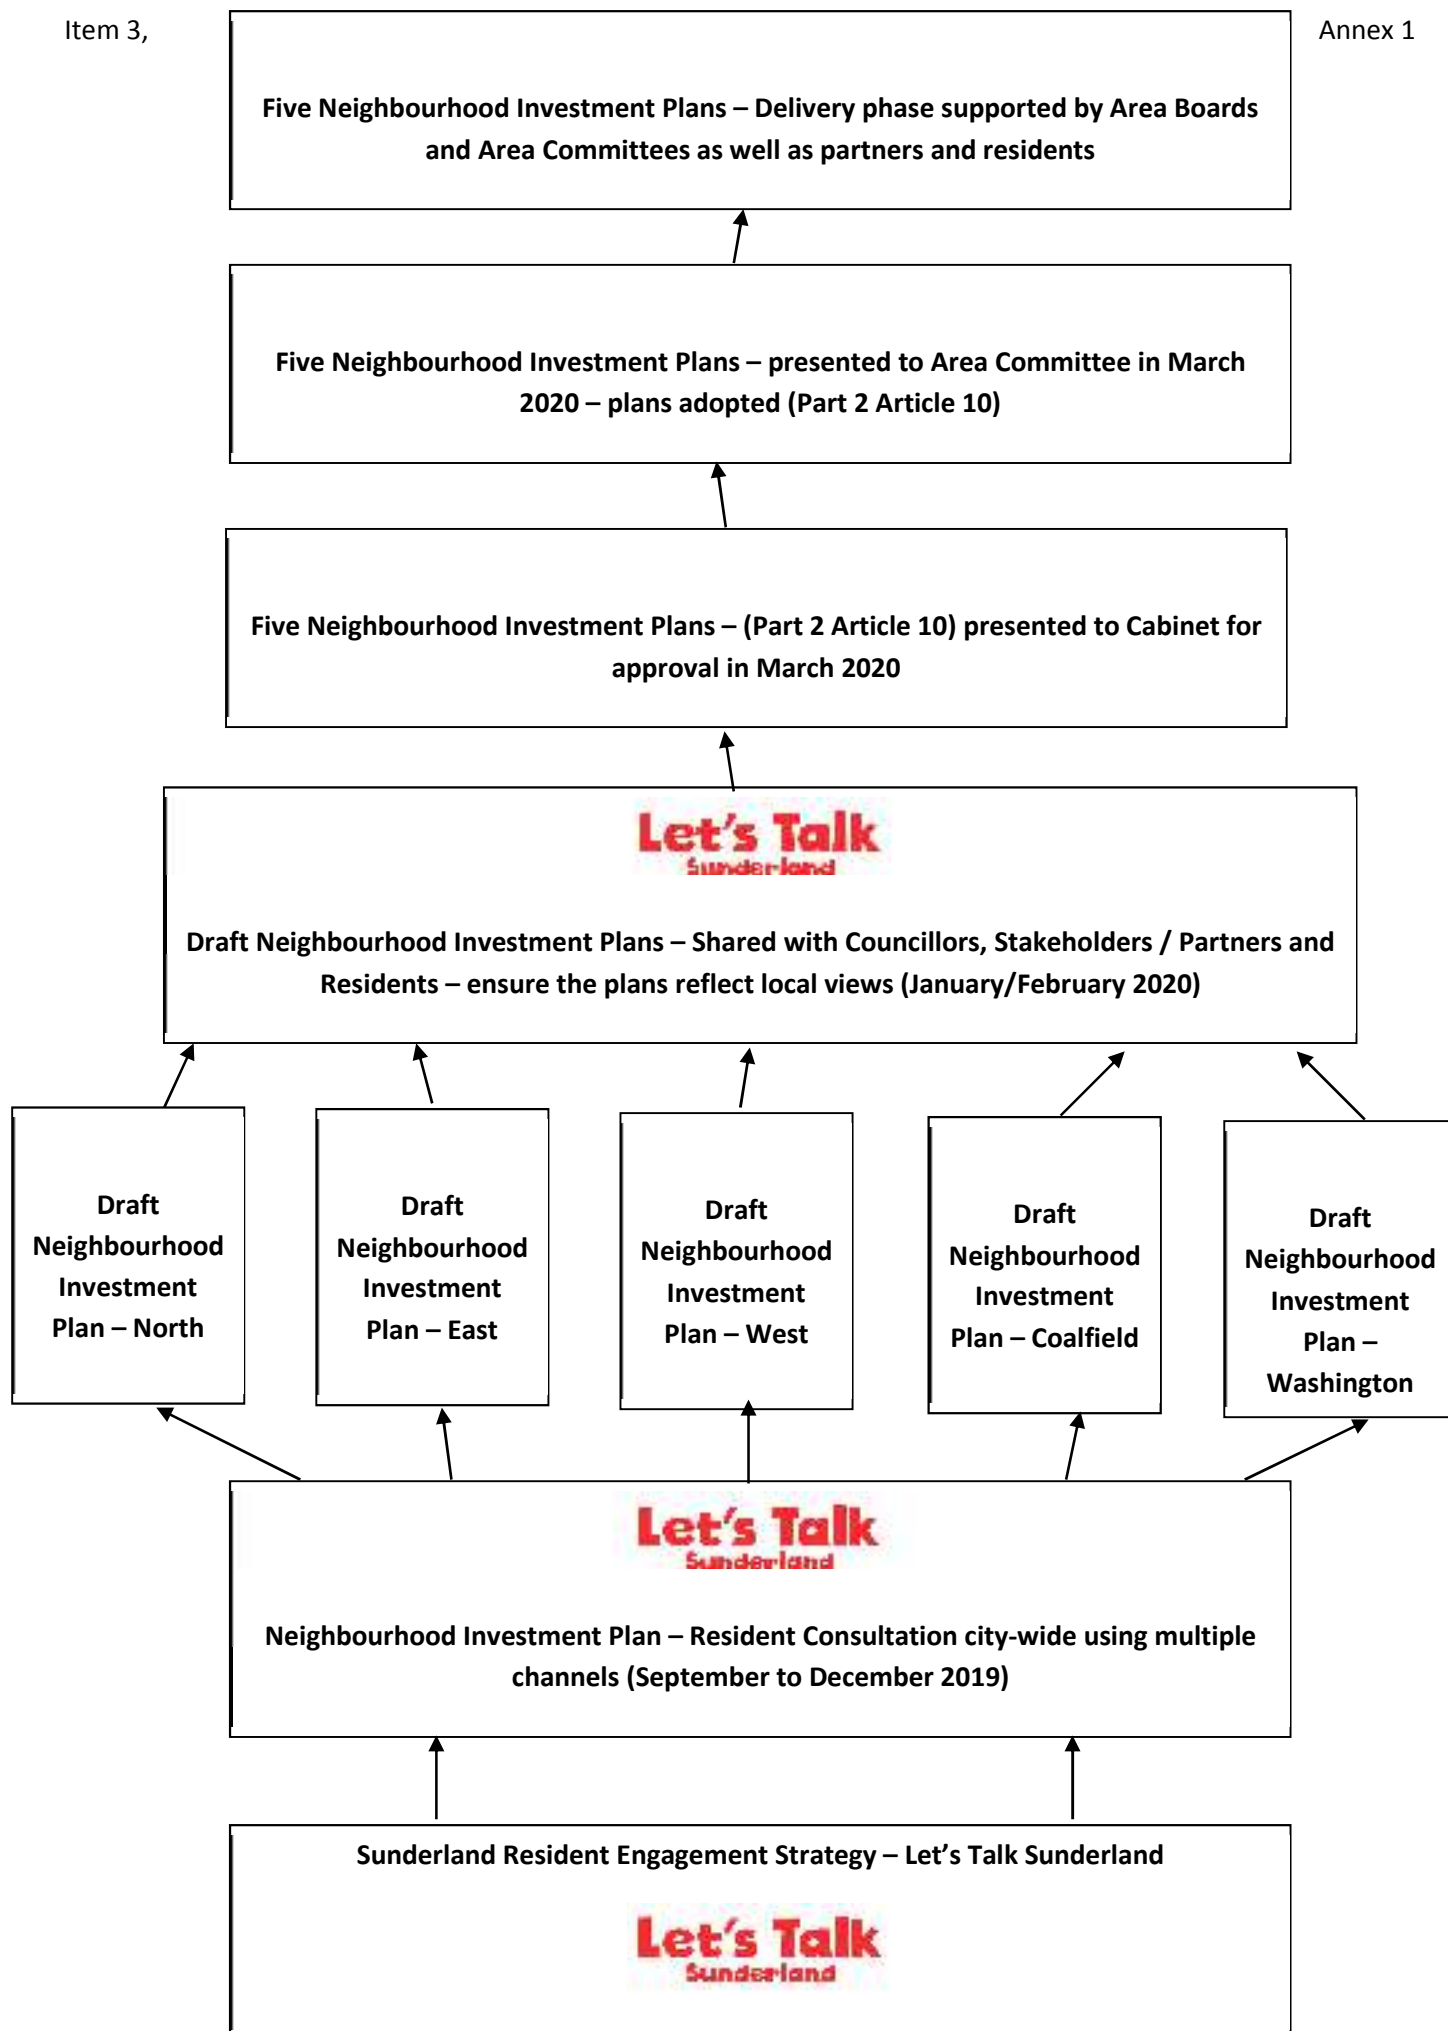 Item 3,
Annex 1
Five Neighbourhood Investment Plans – Delivery phase supported by Area Boards
and Area Committees as well as partners and residents
Five Neighbourhood Investment Plans – presented to Area Committee in March
2020 – plans adopted (Part 2 Article 10)
Five Neighbourhood Investment Plans – (Part 2 Article 10) presented to Cabinet for
approval in March 2020
Let's Talk
Sunderland
Draft Neighbourhood Investment Plans – Shared with Councillors, Stakeholders / Partners and
Residents – ensure the plans reflect local views (January/February 2020)
Draft
Neighbourhood
Investment
Plan – North
Draft
Neighbourhood
Investment
Plan – East
Draft
Neighbourhood
Investment
Plan – West
Draft
Neighbourhood
Investment
Plan – Coalfield
Draft
Neighbourhood
Investment
Plan –
Washington
Let's Talk
Sunderland
Neighbourhood Investment Plan – Resident Consultation city-wide using multiple
channels (September to December 2019)
Sunderland Resident Engagement Strategy – Let’s Talk Sunderland
Let's Talk
Sunderland